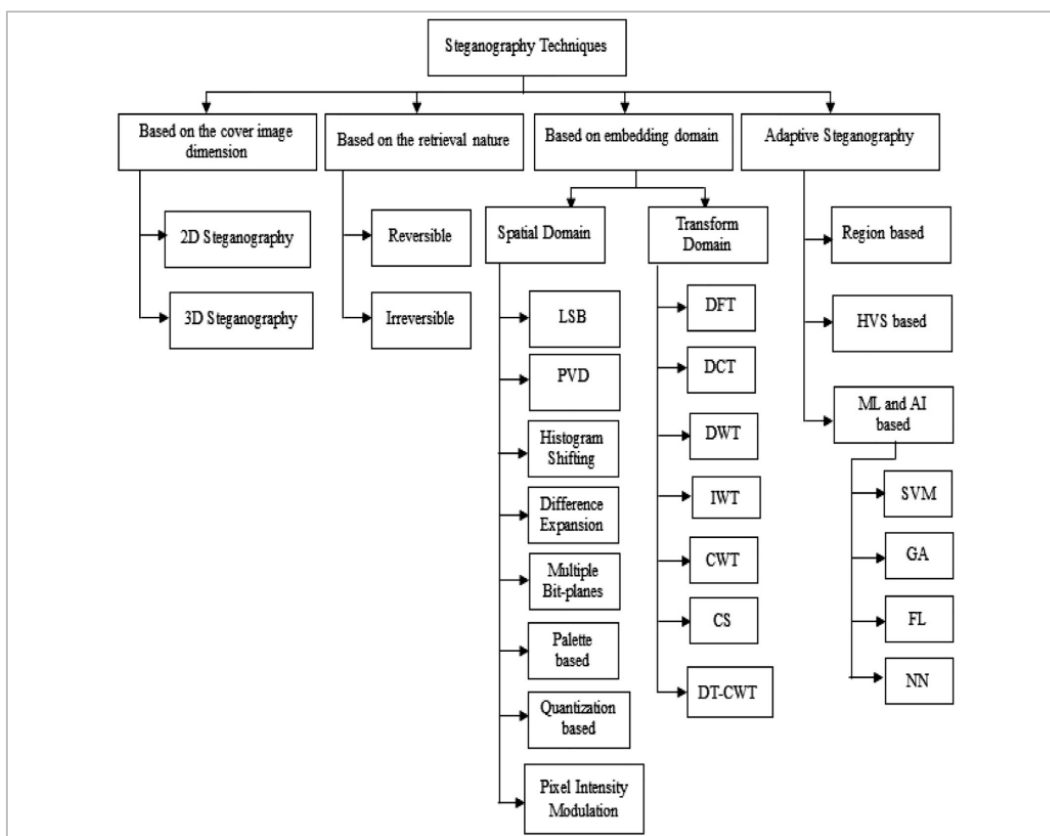 Steganography Techniques
Based on the cover image
dimension
Based on the retrieval nature
Based on embedding domain
Adaptive Steganography
2D Steganography
3D Steganography
Reversible
Irreversible
Spatial Domain
LSB
PVD
Histogram
Shifting
Difference
Expansion
Multiple
Bit-planes
Palette
based
Quantization
based
Pixel Intensity
Modulation
Transform
Domain
DFT
DCT
DWT
IWT
CWT
CS
DT-CWT
Region based
HVS based
ML and AI
based
SVM
GA
FL
NN